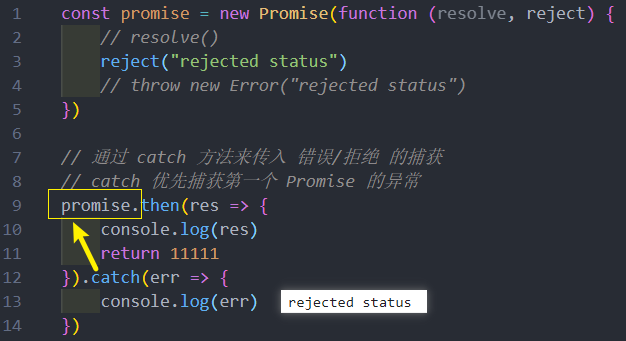 1 const promise = new Promise(function (resolve, reject) {
2 // resolve()
3 reject("rejected status")
4 // throw new Error("rejected status")
5 })
6
7 // 通过 catch 方法来传入 错误/拒绝 的捕获
8 // catch 优先捕获第一个 Promise 的异常
9 promise.then(res => {
10 console.log(res)
11 return 11111
12 }).catch(err => {
13 console.log(err) rejected status
14 })